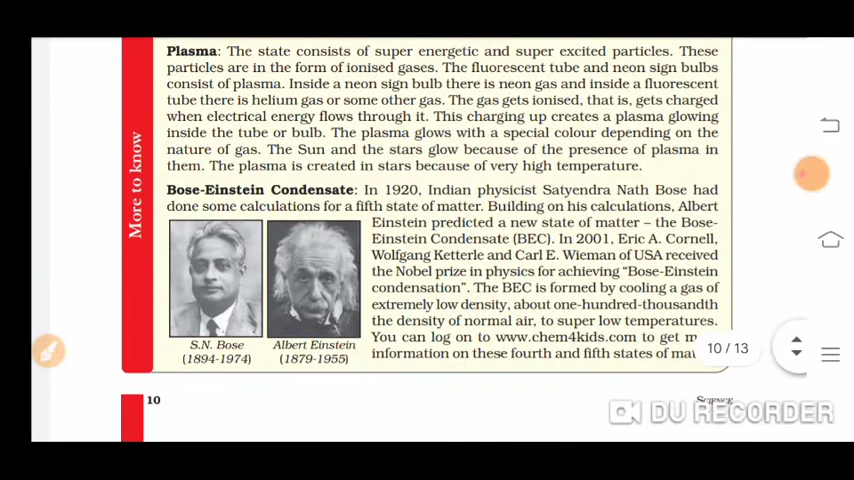 Plasma: The state consists of super energetic and super excited particles. These
particles are in the form of ionised gases. The fluorescent tube and neon sign bulbs
consist of plasma. Inside a neon sign bulb there is neon gas and inside a fluorescent
tube there is helium gas or some other gas. The gas gets ionised, that is, gets charged
when electrical energy flows through it. This charging up creates a plasma glowing
inside the tube or bulb. The plasma glows with a special colour depending on the
nature of gas. The Sun and the stars glow because of the presence of plasma in
them. The plasma is created in stars because of very high temperature.
More to know
Bose-Einstein Condensate: In 1920, Indian physicist Satyendra Nath Bose had
done some calculations for a fifth state of matter. Building on his calculations, Albert
Einstein predicted a new state of matter – the Bose-
Einstein Condensate (BEC). In 2001, Eric A. Cornell,
Wolfgang Ketterle and Carl E. Wieman of USA received
the Nobel prize in physics for achieving “Bose-Einstein
condensation”. The BEC is formed by cooling a gas of
extremely low density, about one-hundred-thousandth
the density of normal air, to super low temperatures.
You can log on to www.chem4kids.com to get m
information on these fourth and fifth states of mat
S.N. Bose
(1894-1974)
Albert Einstein
(1879-1955)
10 / 13
10
SCIENCE
DU RECORDER